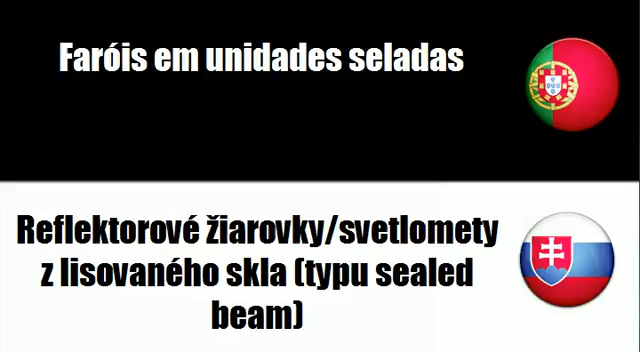 Faróis em unidades seladas
Reflektorové žiarovky/svetlomety
z lisovaného skla (typu sealed
beam)